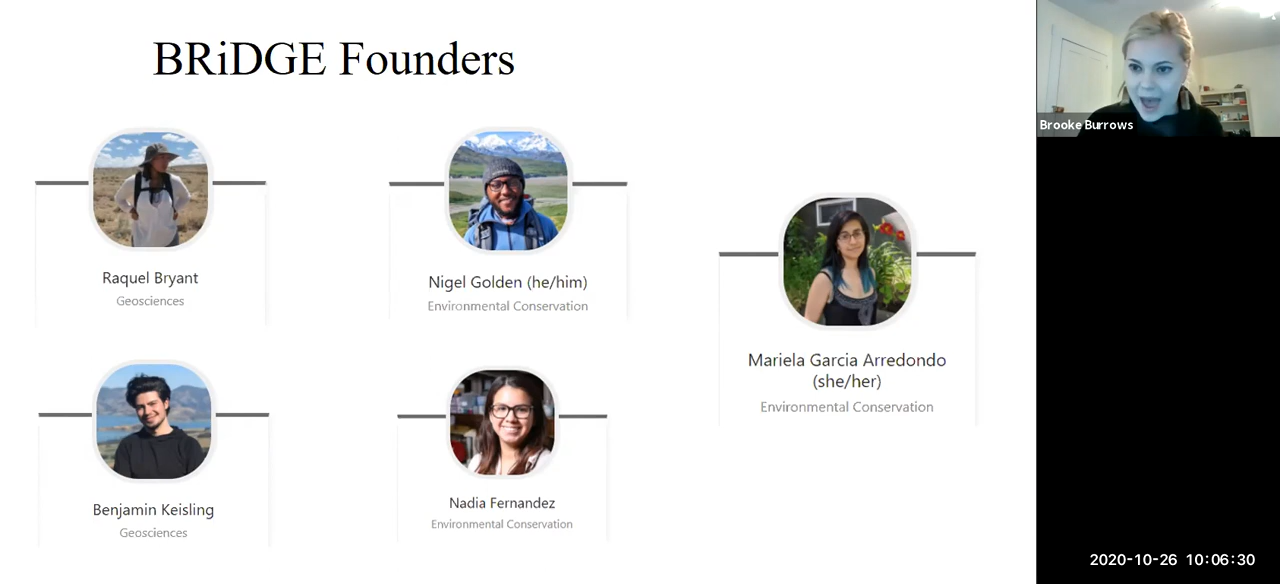 BRiDGE Founders
Brooke Burrows
Raquel Bryant
Geosciences
Nigel Golden (he/him)
Environmental Conservation
Mariela Garcia Arredondo
(she/her)
Environmental Conservation
Benjamin Keisling
Geosciences
Nadia Fernandez
Environmental Conservation
2020-10-26 10:06:30